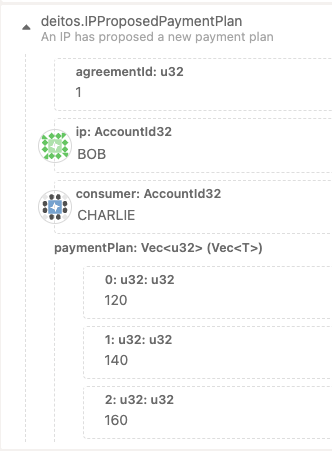 deitos.IPProposedPaymentPlan
An IP has proposed a new payment plan
agreementId: u32
1
ip: AccountId32
BOB
consumer: AccountId32
CHARLIE
paymentPlan: Vec<u32> (Vec<T>)
0: u32: u32
120
1: u32: u32
140
2: u32: u32
160